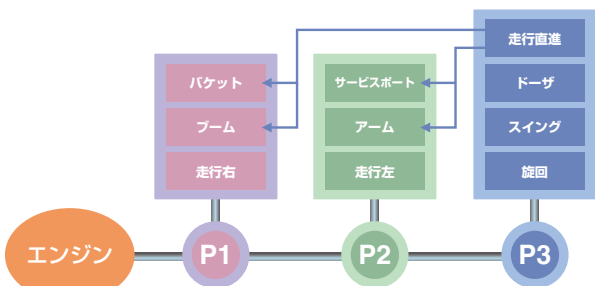 走行直進
バケット
サービスポート
ドーザ
ブーム
アーム
スイング
走行右
走行左
旋回
エンジン
P1
P2
P3